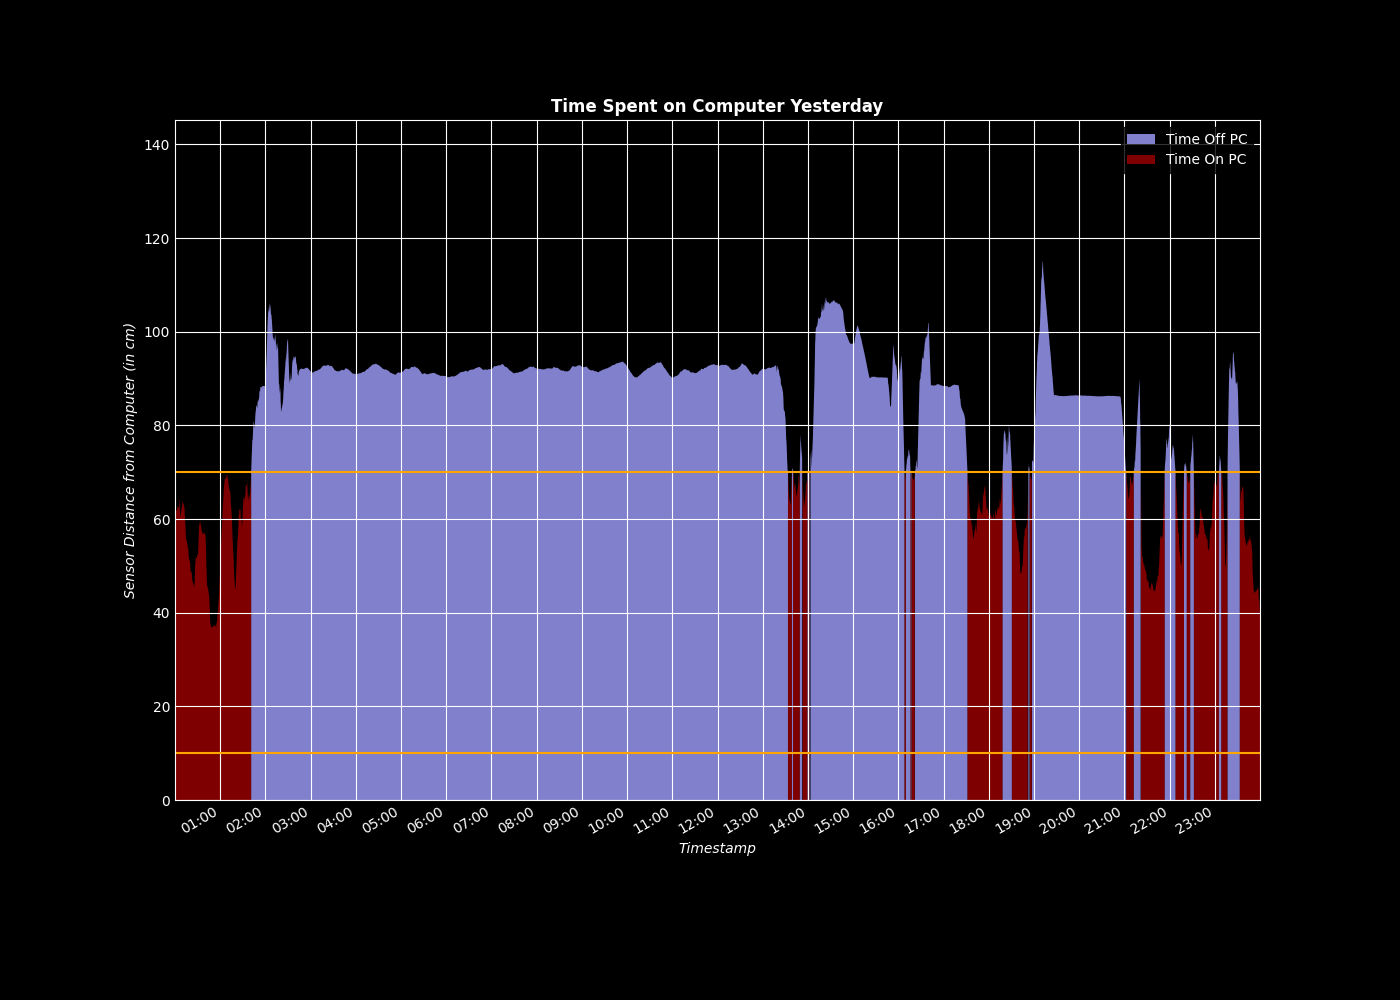 Time Spent on Computer Yesterday
Time Off PC
Time On PC
Sensor Distance from Computer (in cm)
140
120
100
80
60
40
20
0
01:00 02:00 03:00 04:00 05:00 06:00 07:00 08:00 09:00 10:00 11:00 12:00 13:00 14:00 15:00 16:00 17:00 18:00 19:00 20:00 21:00 22:00 23:00
Timestamp